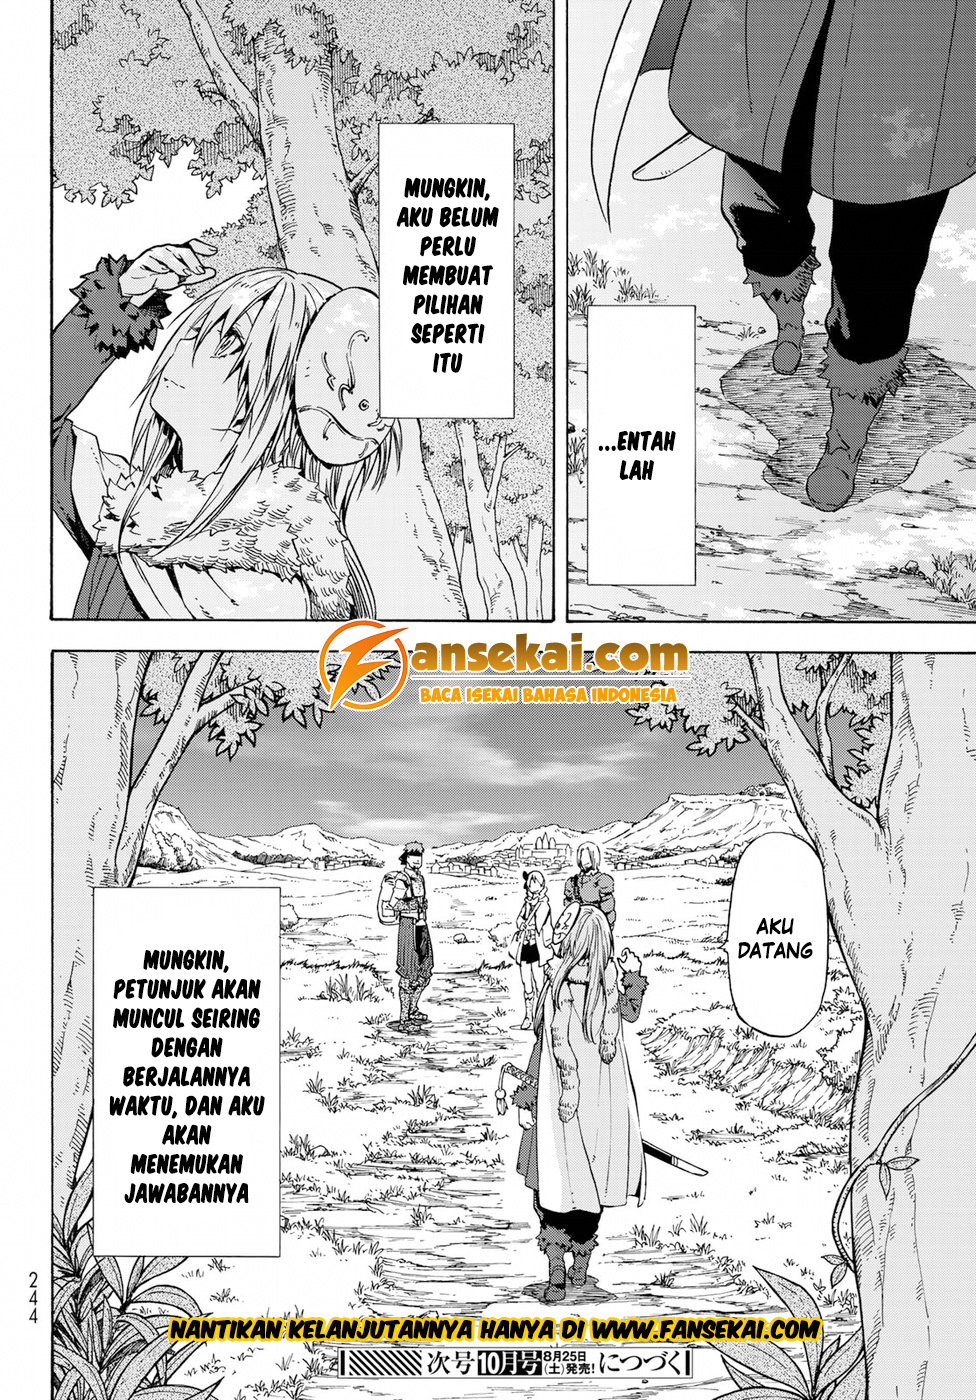 ...ENTAH
LAH
MUNGKIN,
AKU BELUM
PERLU
MEMBUAT
PILIHAN
SEPERTI
ITU
ansekai.com
BACA ISEKAI BAHASA INDONESIA
AKU
DATANG
MUNGKIN,
PETUNJUK AKAN
MUNCUL SEIRING
DENGAN
BERJALANNYA
WAKTU, DAN AKU
AKAN
MENEMUKAN
JAWABANNYA
244
NANTIKAN KELANJUTANNYA HANYA DI WWW.FANSEKAI.COM
次号10月号8月25日(土)発売!につづく